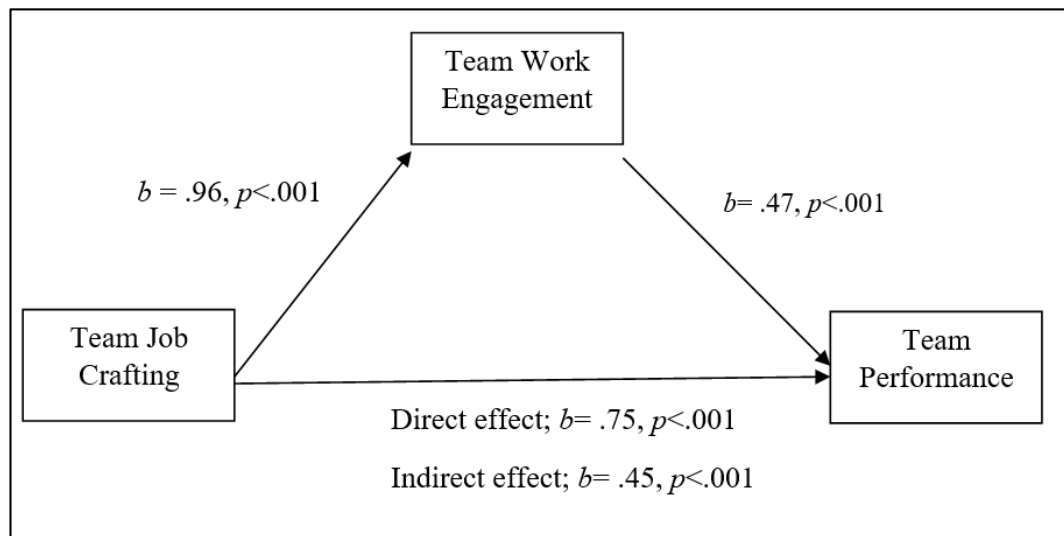 Team Work
Engagement
b = .96, p<.001
b= .47, p<.001
Team Job
Crafting
Team
Performance
Direct effect; b= .75, p<.001
Indirect effect; b= .45, p<.001